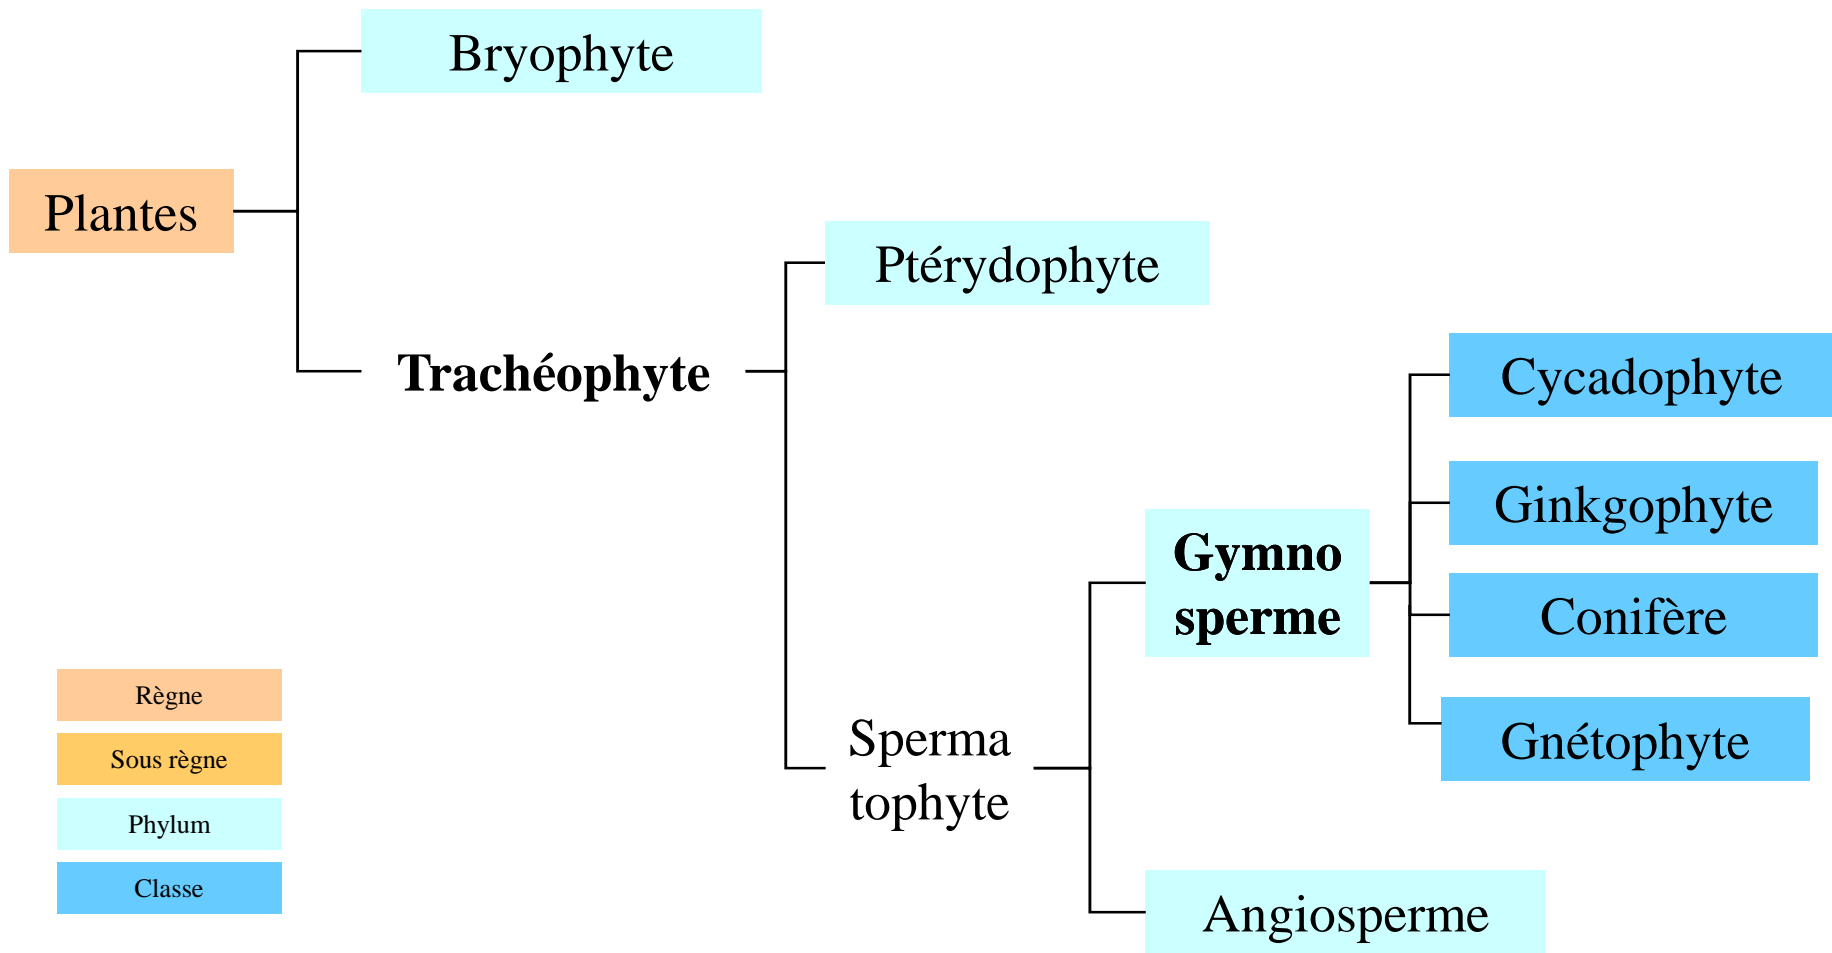 Bryophyte
Plantes
Ptérydophyte
Trachéophyte
Cycadophyte
Ginkgophyte
Gymno
sperme
Conifère
Gnétophyte
Sperma
tophyte
Angiosperme
Règne
Sous règne
Phylum
Classe